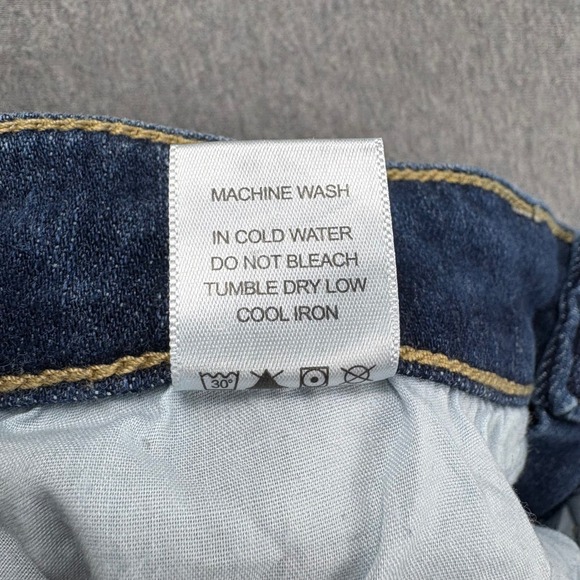 MACHINE WASH
IN COLD WATER
DO NOT BLEACH
TUMBLE DRY LOW
COOL IRON
30°